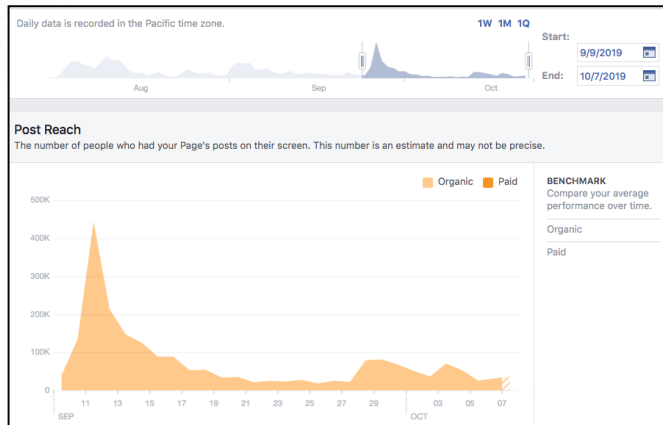 Daily data is recorded in the Pacific time zone.
1W 1M 1Q
Start:
9/9/2019
End:
10/7/2019
Aug
Sep
Oct
Post Reach
The number of people who had your Page's posts on their screen. This number is an estimate and may not be precise.
Organic
Paid
BENCHMARK
Compare your average
performance over time.
Organic
Paid
500K
400K
300K
200K
100K
0
11 13 15 17 19 21 23 25 27 29 03 05 07
SEP
OCT